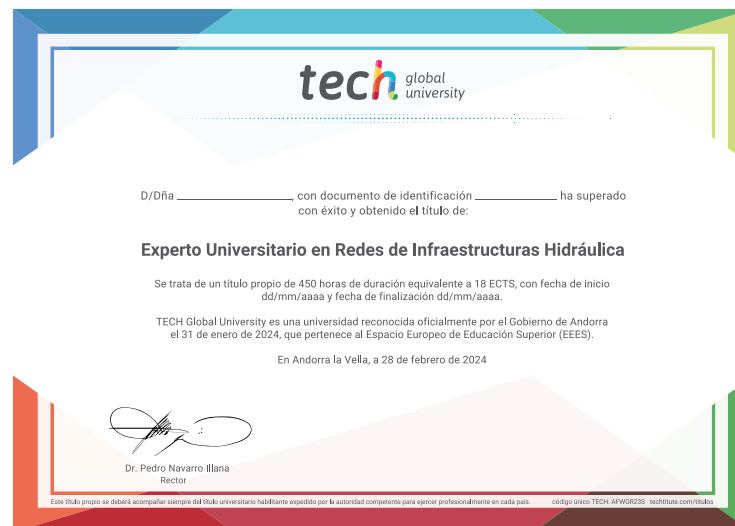 tech global university
D/Dña ____________________, con documento de identificación ______________ ha superado
con éxito y obtenido el título de:
Experto Universitario en Redes de Infraestructuras Hidráulica
Se trata de un título propio de 450 horas de duración equivalente a 18 ECTS, con fecha de inicio
dd/mm/aaaa y fecha de finalización dd/mm/aaaa.
TECH Global University es una universidad reconocida oficialmente por el Gobierno de Andorra
el 31 de enero de 2024, que pertenece al Espacio Europeo de Educación Superior (EEES).
En Andorra la Vella, a 28 de febrero de 2024
Dr. Pedro Navarro Illana
Rector
Este título propio se deberá acompañar siempre del título universitario habilitante expedido por la autoridad competente para ejercer profesionalmente en cada país. código único TECH: AFWOR23S techtitute.com/titulos